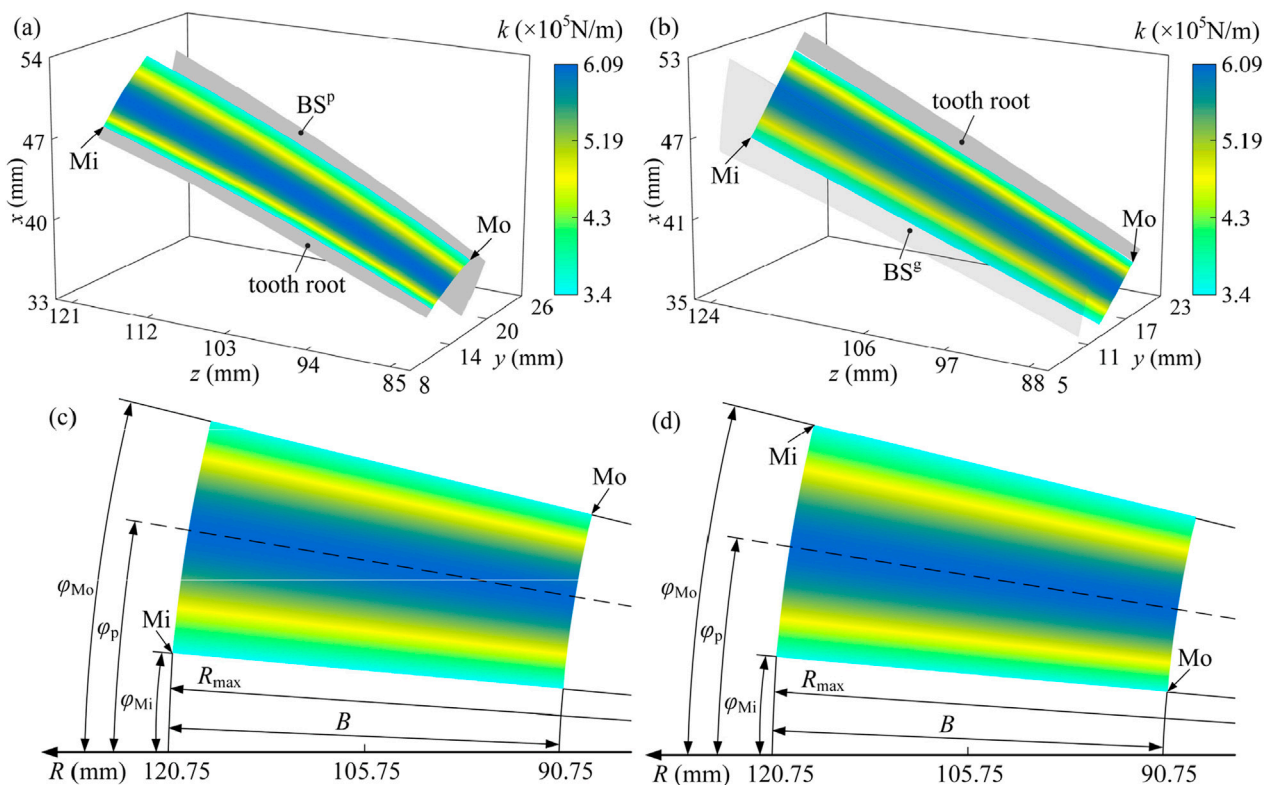 (a)
k (×10⁵N/m)
54
47
40
33
x (mm)
BSᵖ
Mi
tooth root
Mo
121
112
103
94
85
z (mm)
8
14
20
26
y (mm)
6.09
5.19
4.3
3.4
(b)
k (×10⁵N/m)
53
47
41
35
x (mm)
tooth root
Mi
Mo
BSᵍ
124
106
97
88
z (mm)
5
11
17
23
y (mm)
6.09
5.19
4.3
3.4
(c)
Mo
φMo
φp
Mi
φMi
Rmax
B
R (mm)
120.75
105.75
90.75
(d)
Mi
φMo
φp
Mo
φMi
Rmax
B
R (mm)
120.75
105.75
90.75